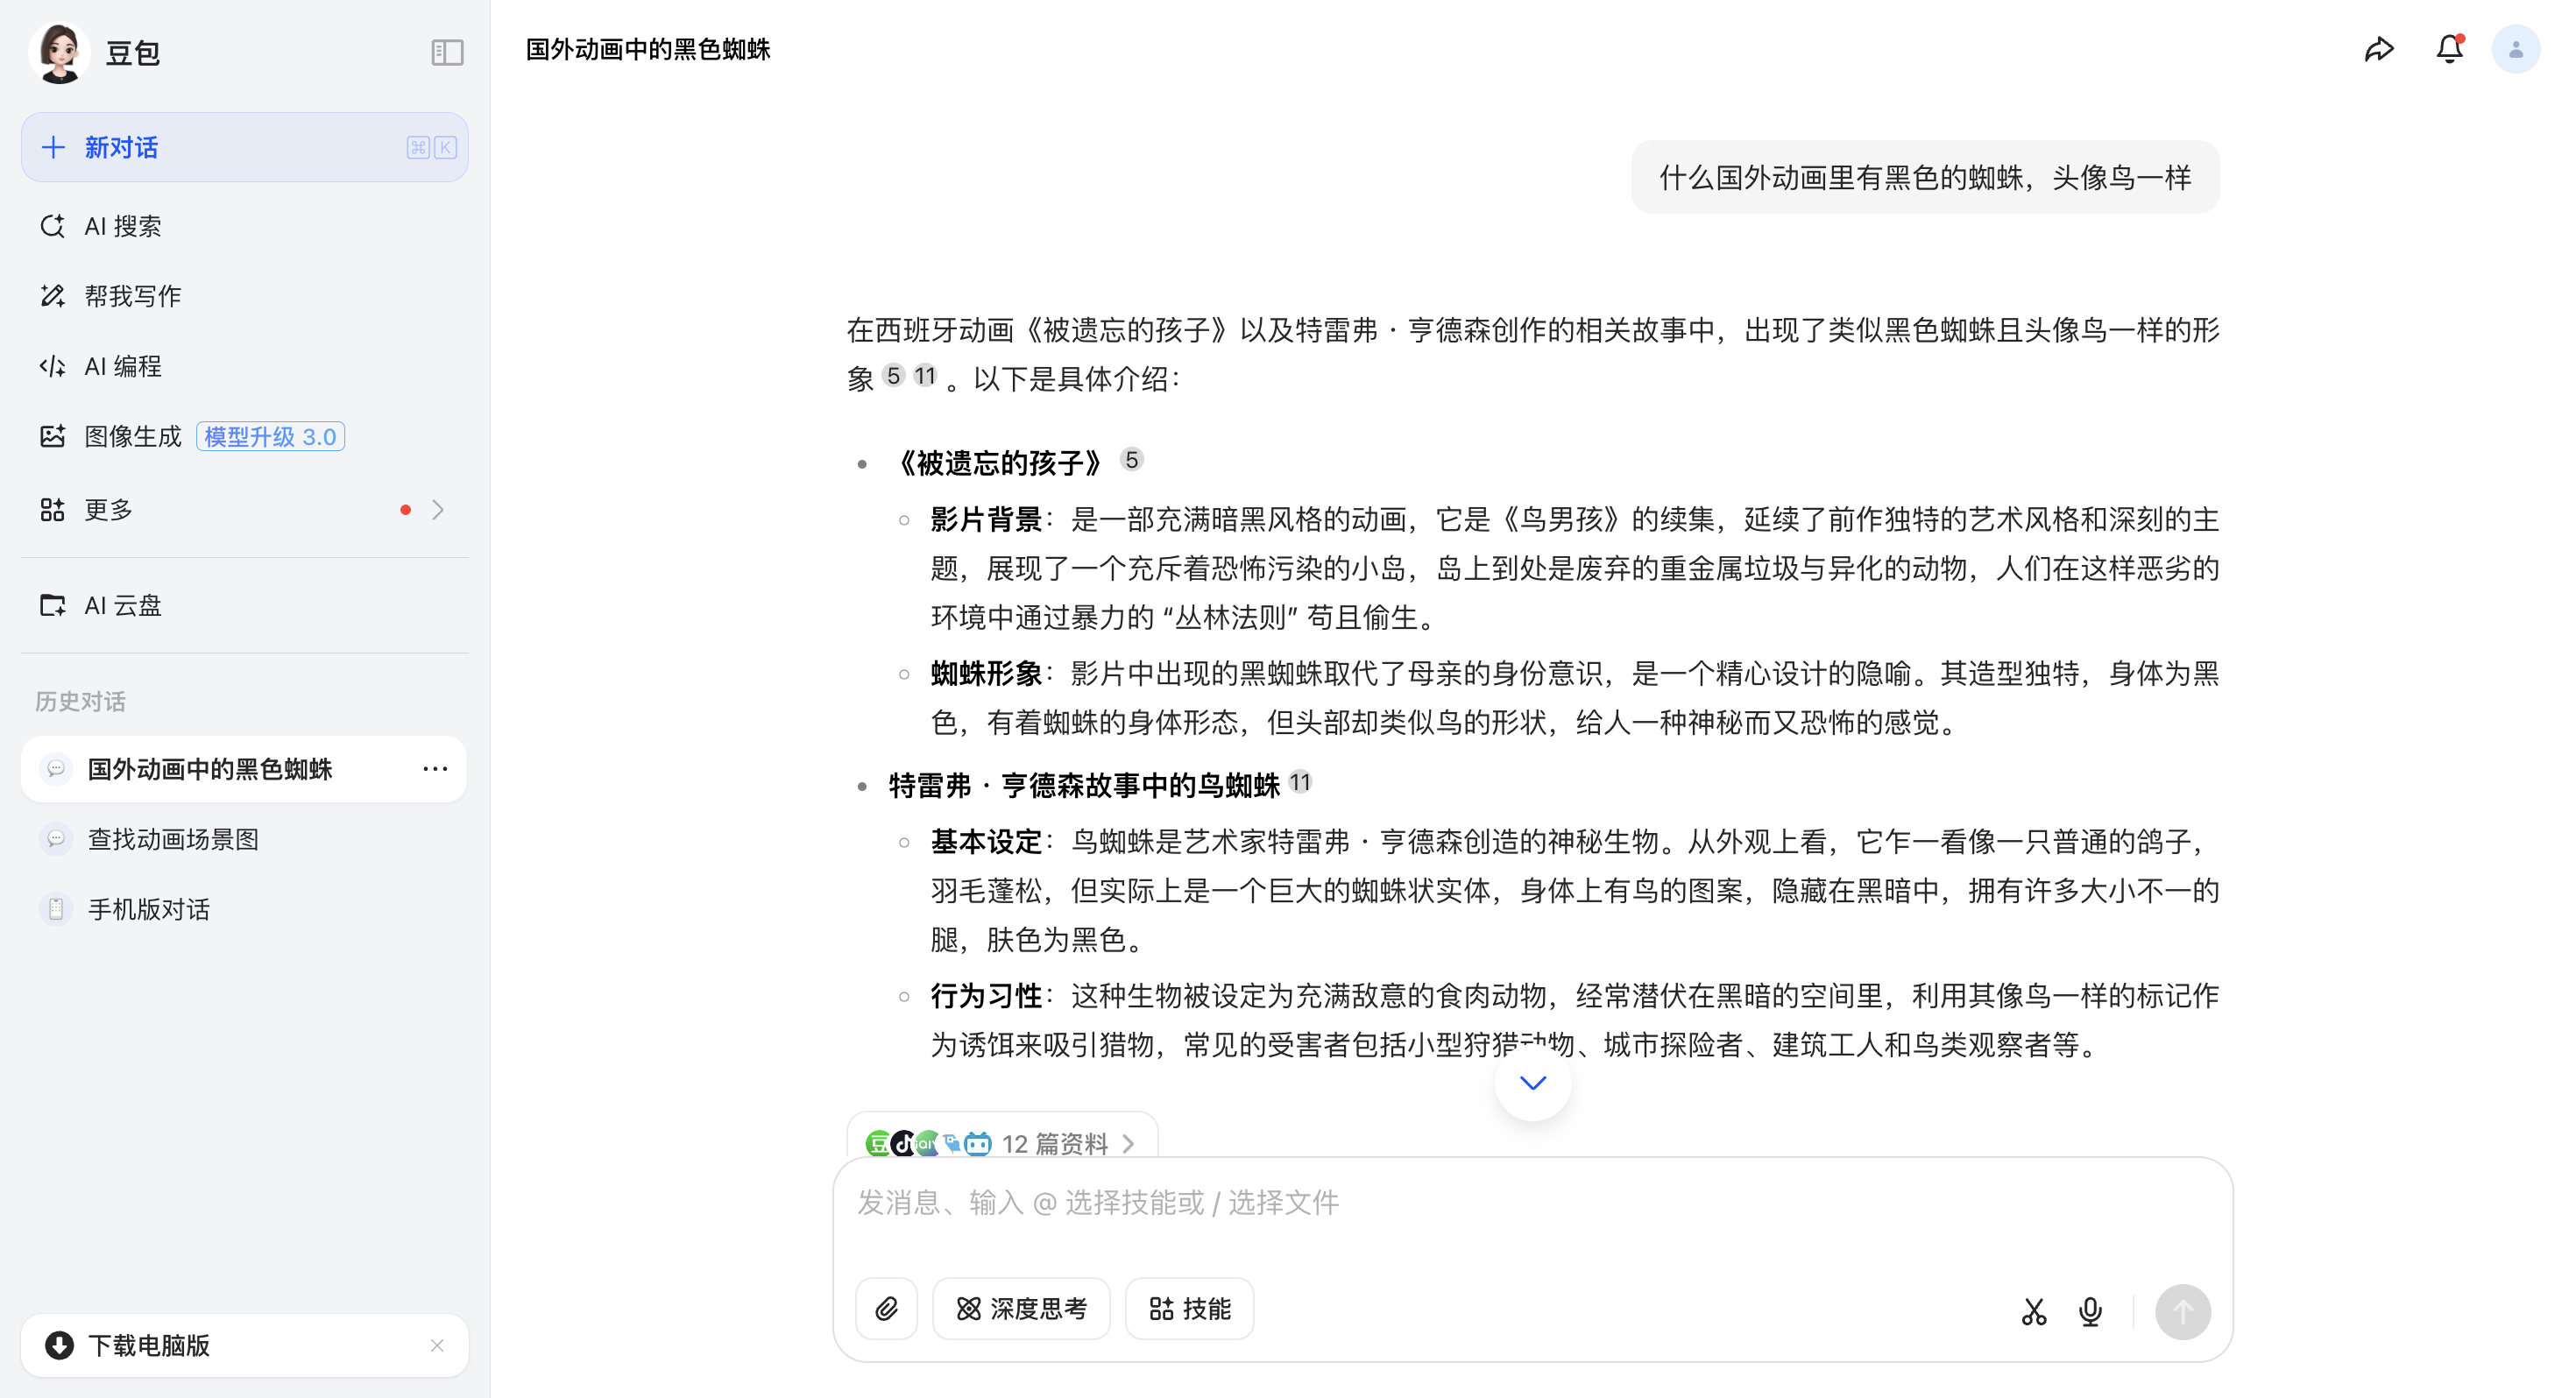 豆包
新对话
⌘ K
AI 搜索
帮我写作
AI 编程
图像生成 模型升级 3.0
更多
AI 云盘
历史对话
国外动画中的黑色蜘蛛
查找动画场景图
手机版对话
下载电脑版
国外动画中的黑色蜘蛛
什么国外动画里有黑色的蜘蛛，头像鸟一样
在西班牙动画《被遗忘的孩子》以及特雷弗 · 亨德森创作的相关故事中，出现了类似黑色蜘蛛且头像鸟一样的形
象 5 11 。以下是具体介绍：
《被遗忘的孩子》 5
影片背景：是一部充满暗黑风格的动画，它是《鸟男孩》的续集，延续了前作独特的艺术风格和深刻的主
题，展现了一个充斥着恐怖污染的小岛，岛上到处是废弃的重金属垃圾与异化的动物，人们在这样恶劣的
环境中通过暴力的 “丛林法则” 苟且偷生。
蜘蛛形象：影片中出现的黑蜘蛛取代了母亲的身份意识，是一个精心设计的隐喻。其造型独特，身体为黑
色，有着蜘蛛的身体形态，但头部却类似鸟的形状，给人一种神秘而又恐怖的感觉。
特雷弗 · 亨德森故事中的鸟蜘蛛 11
基本设定：鸟蜘蛛是艺术家特雷弗 · 亨德森创造的神秘生物。从外观上看，它乍一看像一只普通的鸽子，
羽毛蓬松，但实际上是一个巨大的蜘蛛状实体，身体上有鸟的图案，隐藏在黑暗中，拥有许多大小不一的
腿，肤色为黑色。
行为习性：这种生物被设定为充满敌意的食肉动物，经常潜伏在黑暗的空间里，利用其像鸟一样的标记作
为诱饵来吸引猎物，常见的受害者包括小型狩猎动物、城市探险者、建筑工人和鸟类观察者等。
豆 12 篇资料
发消息、输入 @ 选择技能或 / 选择文件
深度思考
技能